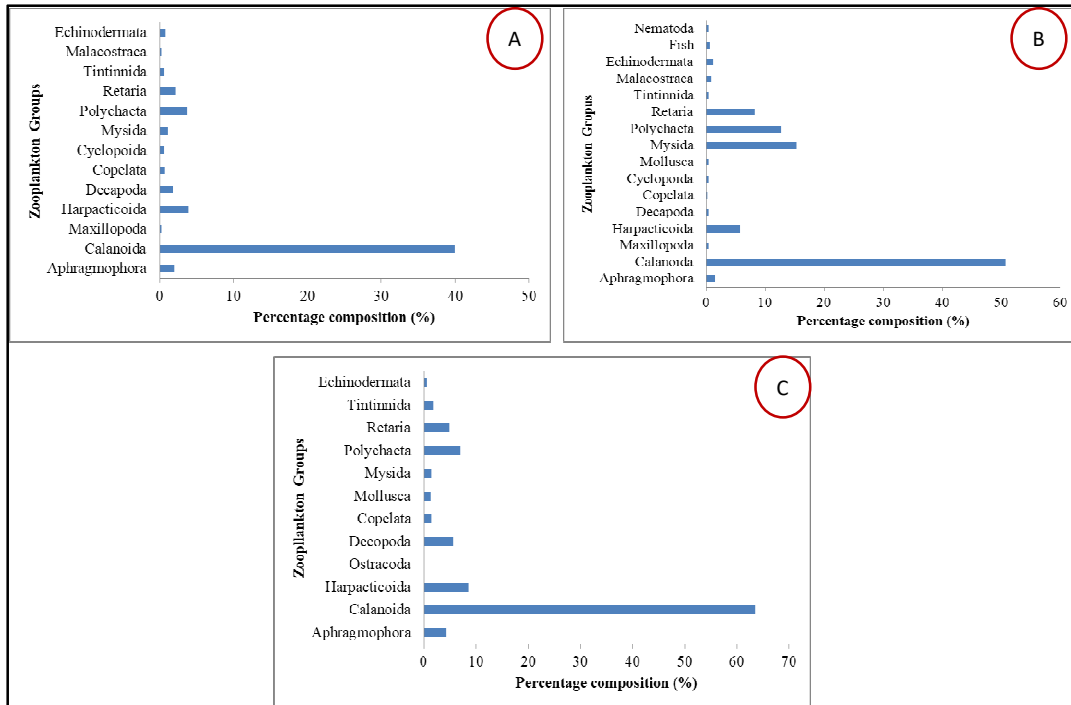 A
Zooplankton Groups
Echinodermata
Malacostraca
Tintinnida
Retaria
Polychaeta
Mysida
Cyclopoida
Copelata
Decapoda
Harpacticoida
Maxillopoda
Calanoida
Aphragmophora
0 10 20 30 40 50
Percentage composition (%)
B
Zooplankton Gropus
Nematoda
Fish
Echinodermata
Malacostraca
Tintinnida
Retaria
Polychaeta
Mysida
Mollusca
Cyclopoida
Copelata
Decapoda
Harpacticoida
Maxillopoda
Calanoida
Aphragmophora
0 10 20 30 40 50 60
Percentage composition (%)
C
Zoopllankton Groups
Echinodermata
Tintinnida
Retaria
Polychaeta
Mysida
Mollusca
Copelata
Decopoda
Ostracoda
Harpacticoida
Calanoida
Aphragmophora
0 10 20 30 40 50 60 70
Percentage composition (%)